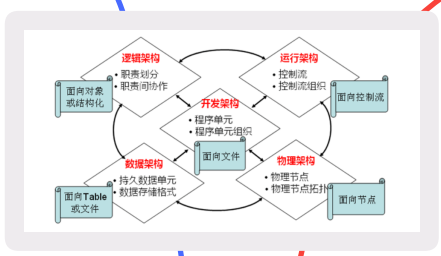 逻辑架构
• 职责划分
• 职责间协作
面向对象
或结构化
运行架构
• 控制流
• 控制流组织
面向控制流
开发架构
• 程序单元
• 程序单元组织
面向文件
数据架构
• 持久数据单元
• 数据存储格式
面向Table
或文件
物理架构
• 物理节点
• 物理节点拓扑
面向节点